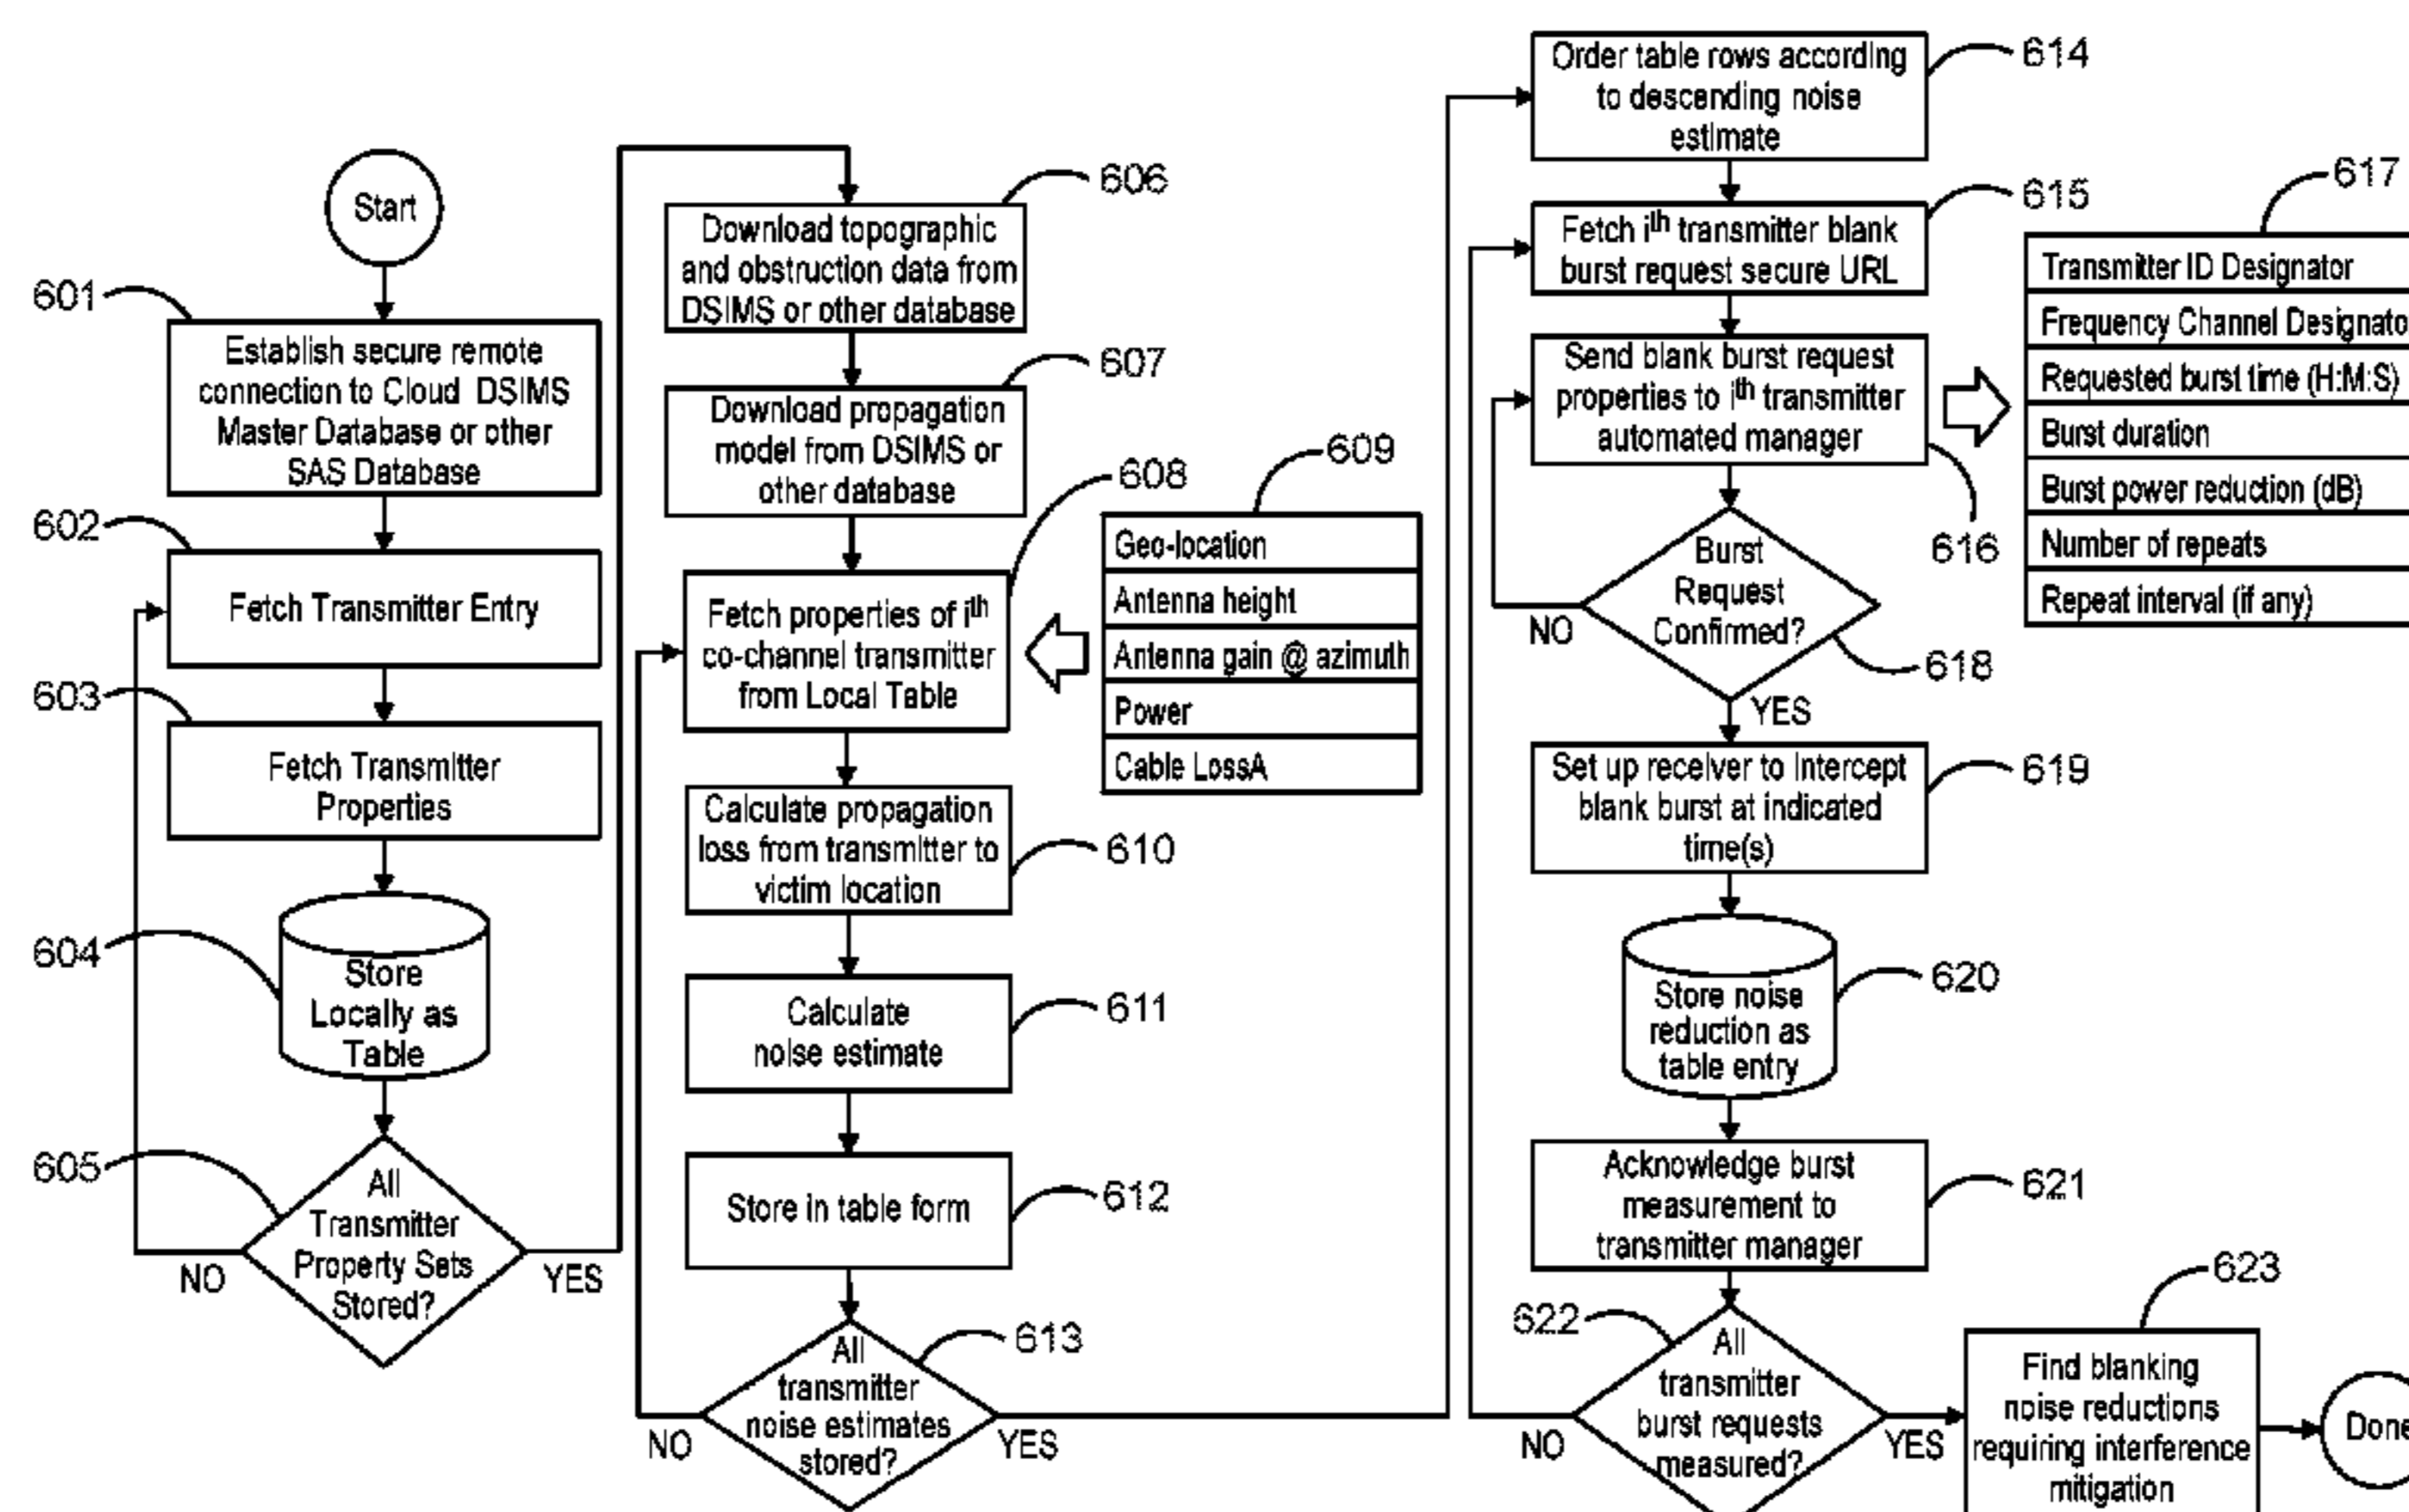 Start
601
Establish secure remote
connection to Cloud DSIMS
Master Database or other
SAS Database
602
Fetch Transmitter Entry
603
Fetch Transmitter
Properties
604
Store
Locally as
Table
605
All
Transmitter
Property Sets
Stored?
NO
YES
606
Download topographic
and obstruction data from
DSIMS or other database
607
Download propagation
model from DSIMS or
other database
608
Fetch properties of ith
co-channel transmitter
from Local Table
609
Geo-location
Antenna height
Antenna gain @ azimuth
Power
Cable LossA
Calculate propagation
loss from transmitter to
victim location
610
Calculate
noise estimate
611
Store in table form
612
613
All
transmitter
noise estimates
stored?
NO
YES
Order table rows according
to descending noise
estimate
614
Fetch ith transmitter blank
burst request secure URL
615
Send blank burst request
properties to ith transmitter
automated manager
616
617
Transmitter ID Designator
Frequency Channel Designato
Requested burst time (H:M:S)
Burst duration
Burst power reduction (dB)
Number of repeats
Repeat interval (if any)
Burst
Request
Confirmed?
NO
618
YES
Set up receiver to Intercept
blank burst at indicated
time(s)
619
Store noise
reduction as
table entry
620
Acknowledge burst
measurement to
transmitter manager
621
622
All
transmitter
burst requests
measured?
NO
YES
623
Find blanking
noise reductions
requiring interference
mitigation
Done